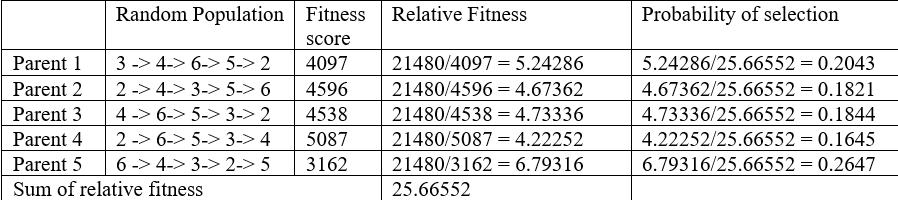 Random Population Fitness score Relative Fitness Probability of selection
Parent 1 3 -> 4-> 6-> 5-> 2 4097 21480/4097 = 5.24286 5.24286/25.66552 = 0.2043
Parent 2 2 -> 4-> 3-> 5-> 6 4596 21480/4596 = 4.67362 4.67362/25.66552 = 0.1821
Parent 3 4 -> 6-> 5-> 3-> 2 4538 21480/4538 = 4.73336 4.73336/25.66552 = 0.1844
Parent 4 2 -> 6-> 5-> 3-> 4 5087 21480/5087 = 4.22252 4.22252/25.66552 = 0.1645
Parent 5 6 -> 4-> 3-> 2-> 5 3162 21480/3162 = 6.79316 6.79316/25.66552 = 0.2647
Sum of relative fitness 25.66552